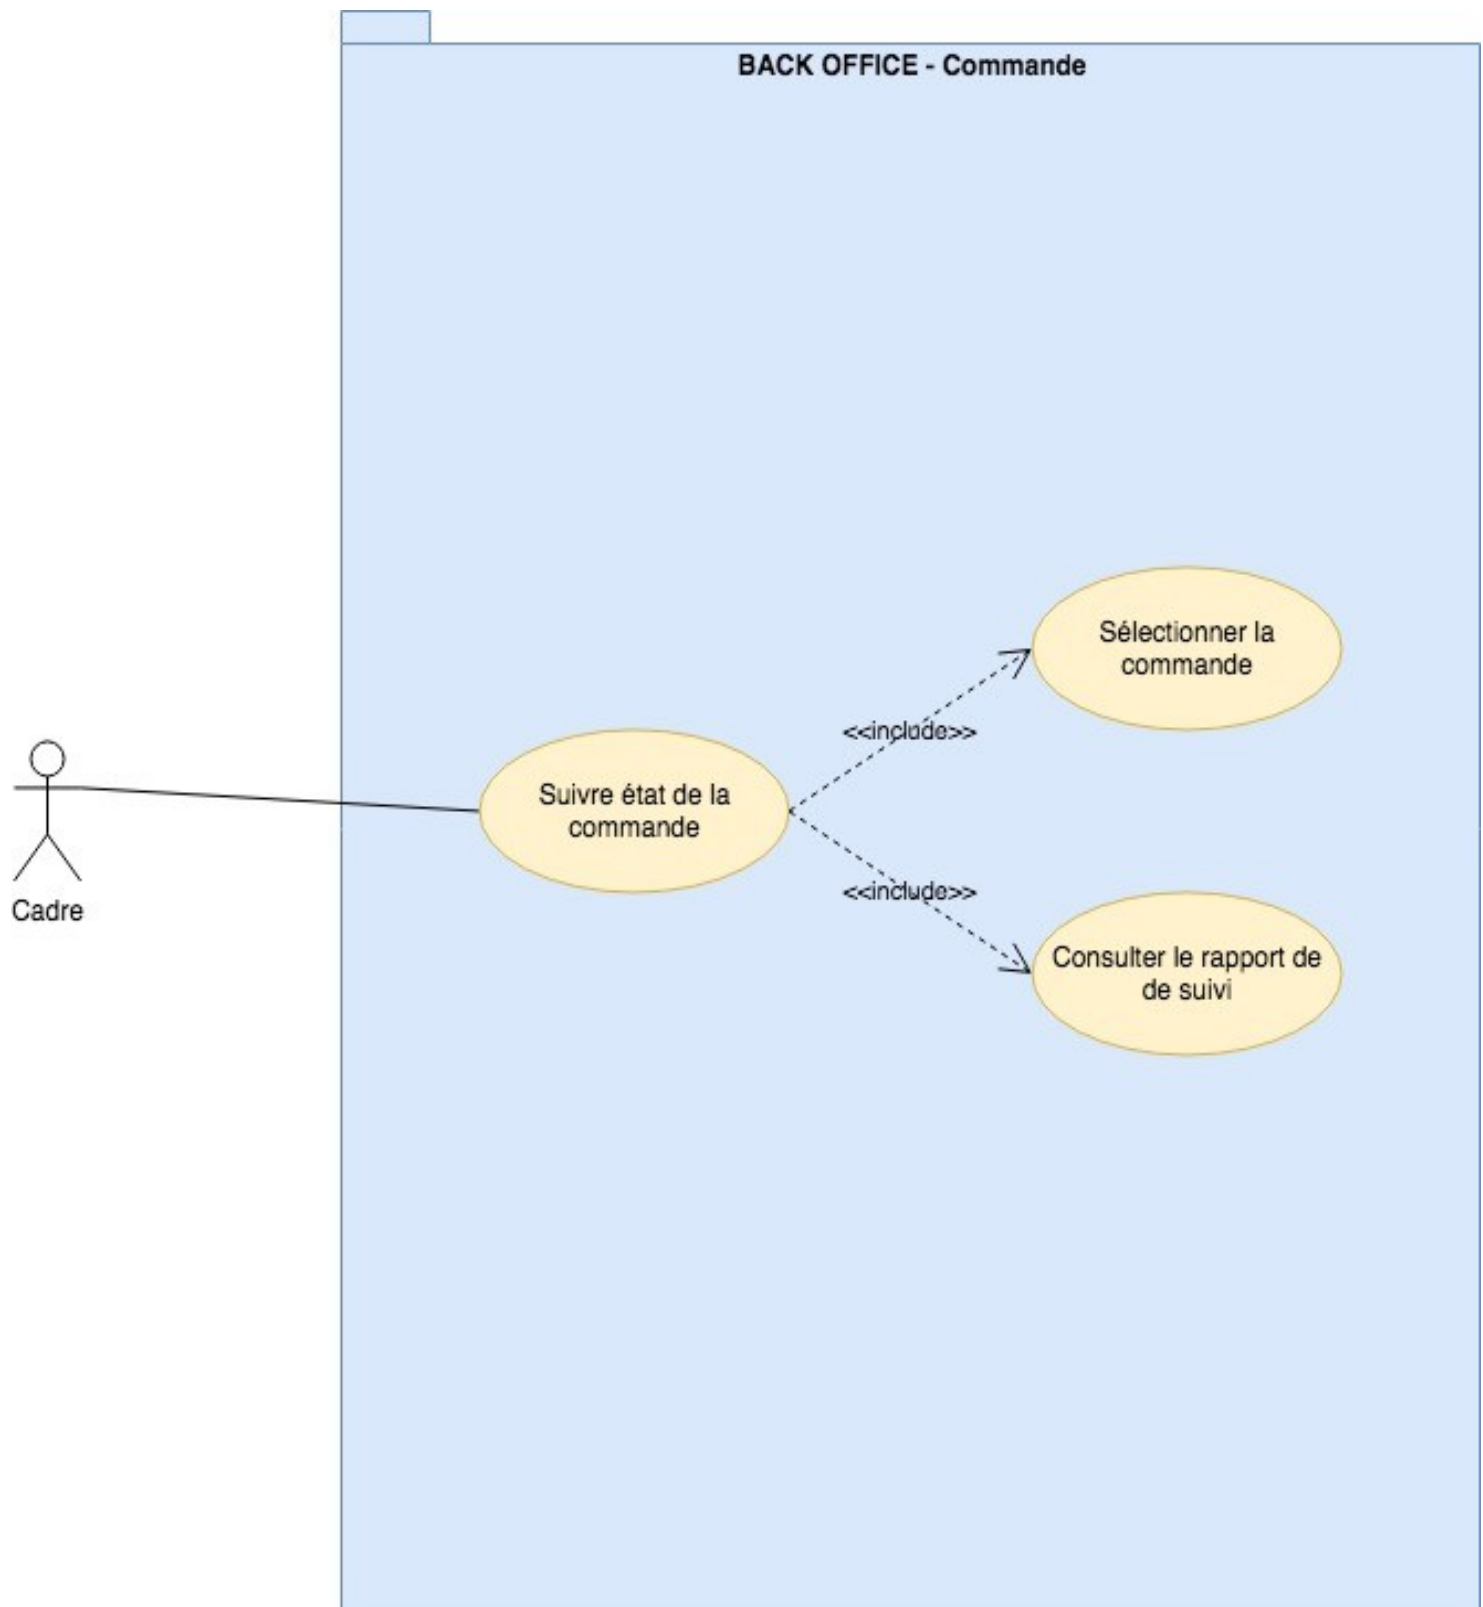 BACK OFFICE - Commande
Sélectionner la
commande
<<include>>
Suivre état de la
commande
<<include>>
Cadre
Consulter le rapport de
de suivi